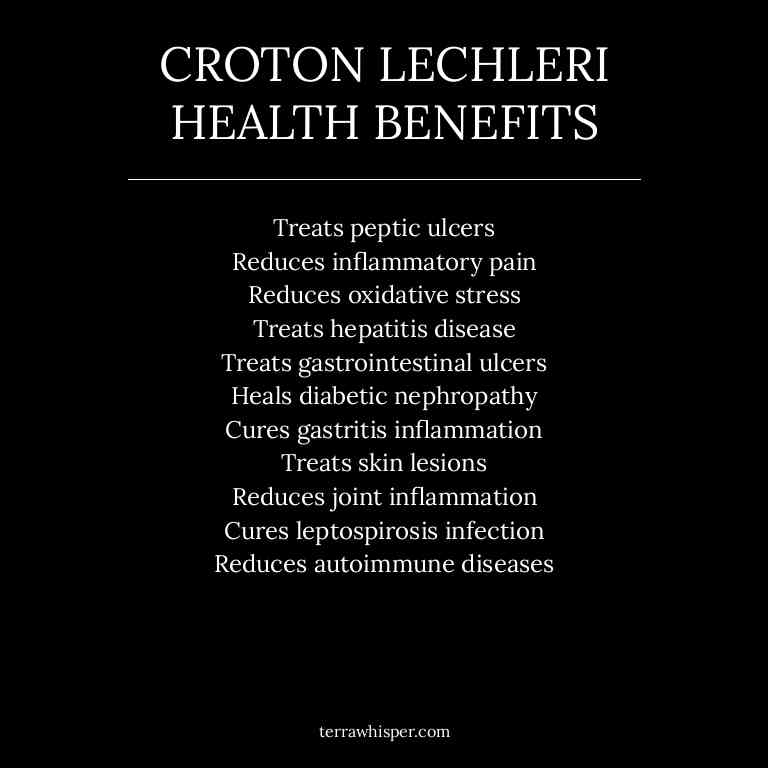 CROTON LECHLERI
HEALTH BENEFITS
Treats peptic ulcers
Reduces inflammatory pain
Reduces oxidative stress
Treats hepatitis disease
Treats gastrointestinal ulcers
Heals diabetic nephropathy
Cures gastritis inflammation
Treats skin lesions
Reduces joint inflammation
Cures leptospirosis infection
Reduces autoimmune diseases
terrawhisper.com